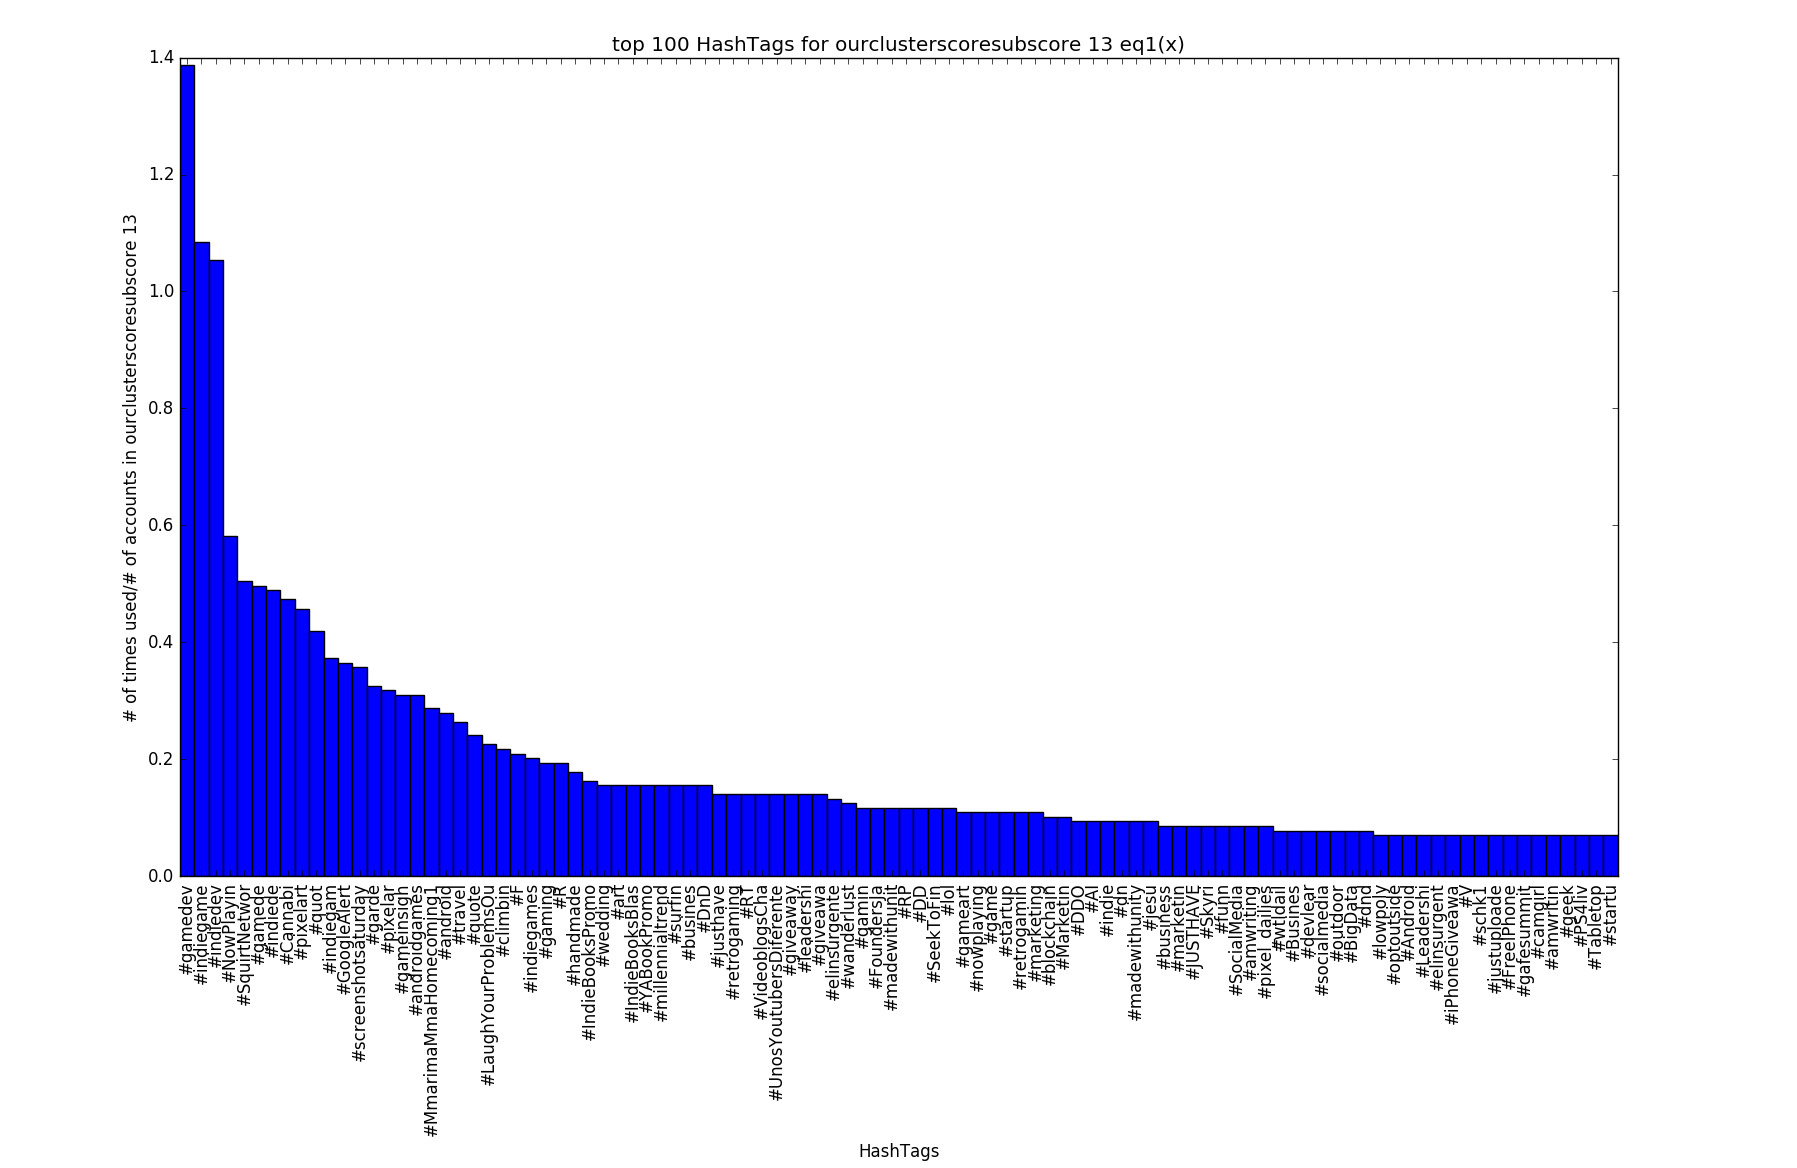 top 100 HashTags for ourclusterscoresubscore 13 eq1(x)
# of times used/# of accounts in ourclusterscoresubscore 13
1.4
1.2
1.0
0.8
0.6
0.4
0.2
0.0
#gamedev
#indiegame
#indiedev
#NowPlayin
#SquirtNetwor
#gamede
#indiede
#Cannabi
#pixelart
#quot
#indiegam
#GoogleAlert
#screenshotsaturday
#garde
#pixelar
#gameinsigh
#androidgames
#MmarimaMmaHomecoming1
#android
#travel
#quote
#LaughYourProblemsOu
#climbin
#F
#indiegames
#gaming
#R
#handmade
#IndieBooksPromo
#wedding
#art
#IndieBooksBlas
#YABookPromo
#millennialtrend
#surfin
#busines
#DnD
#justhave
#retrogaming
#RT
#VideoblogsCha
#UnosYoutubersDiferente
#giveaway
#leadershi
#giveawa
#elinsurgente
#wanderlust
#gamin
#Foundersja
#madewithunit
#RP
#DD
#SeekToFin
#lol
#gameart
#nowplaying
#game
#startup
#retrogamin
#marketing
#blockchain
#Marketin
#DDO
#AI
#indie
#dn
#madewithunity
#jesu
#business
#marketin
#JUSTHAVE
#Skyri
#funn
#SocialMedia
#amwriting
#pixel_dailies
#wtjdail
#Busines
#devlear
#socialmedia
#outdoor
#BigData
#dnd
#lowpoly
#optoutside
#Android
#Leadershi
#elinsurgent
#iPhoneGiveawa
#V
#schk1
#justuploade
#FreeIPhone
#gafesummit
#camgirl
#amwritin
#geek
#PS4liv
#Tabletop
#startu
HashTags